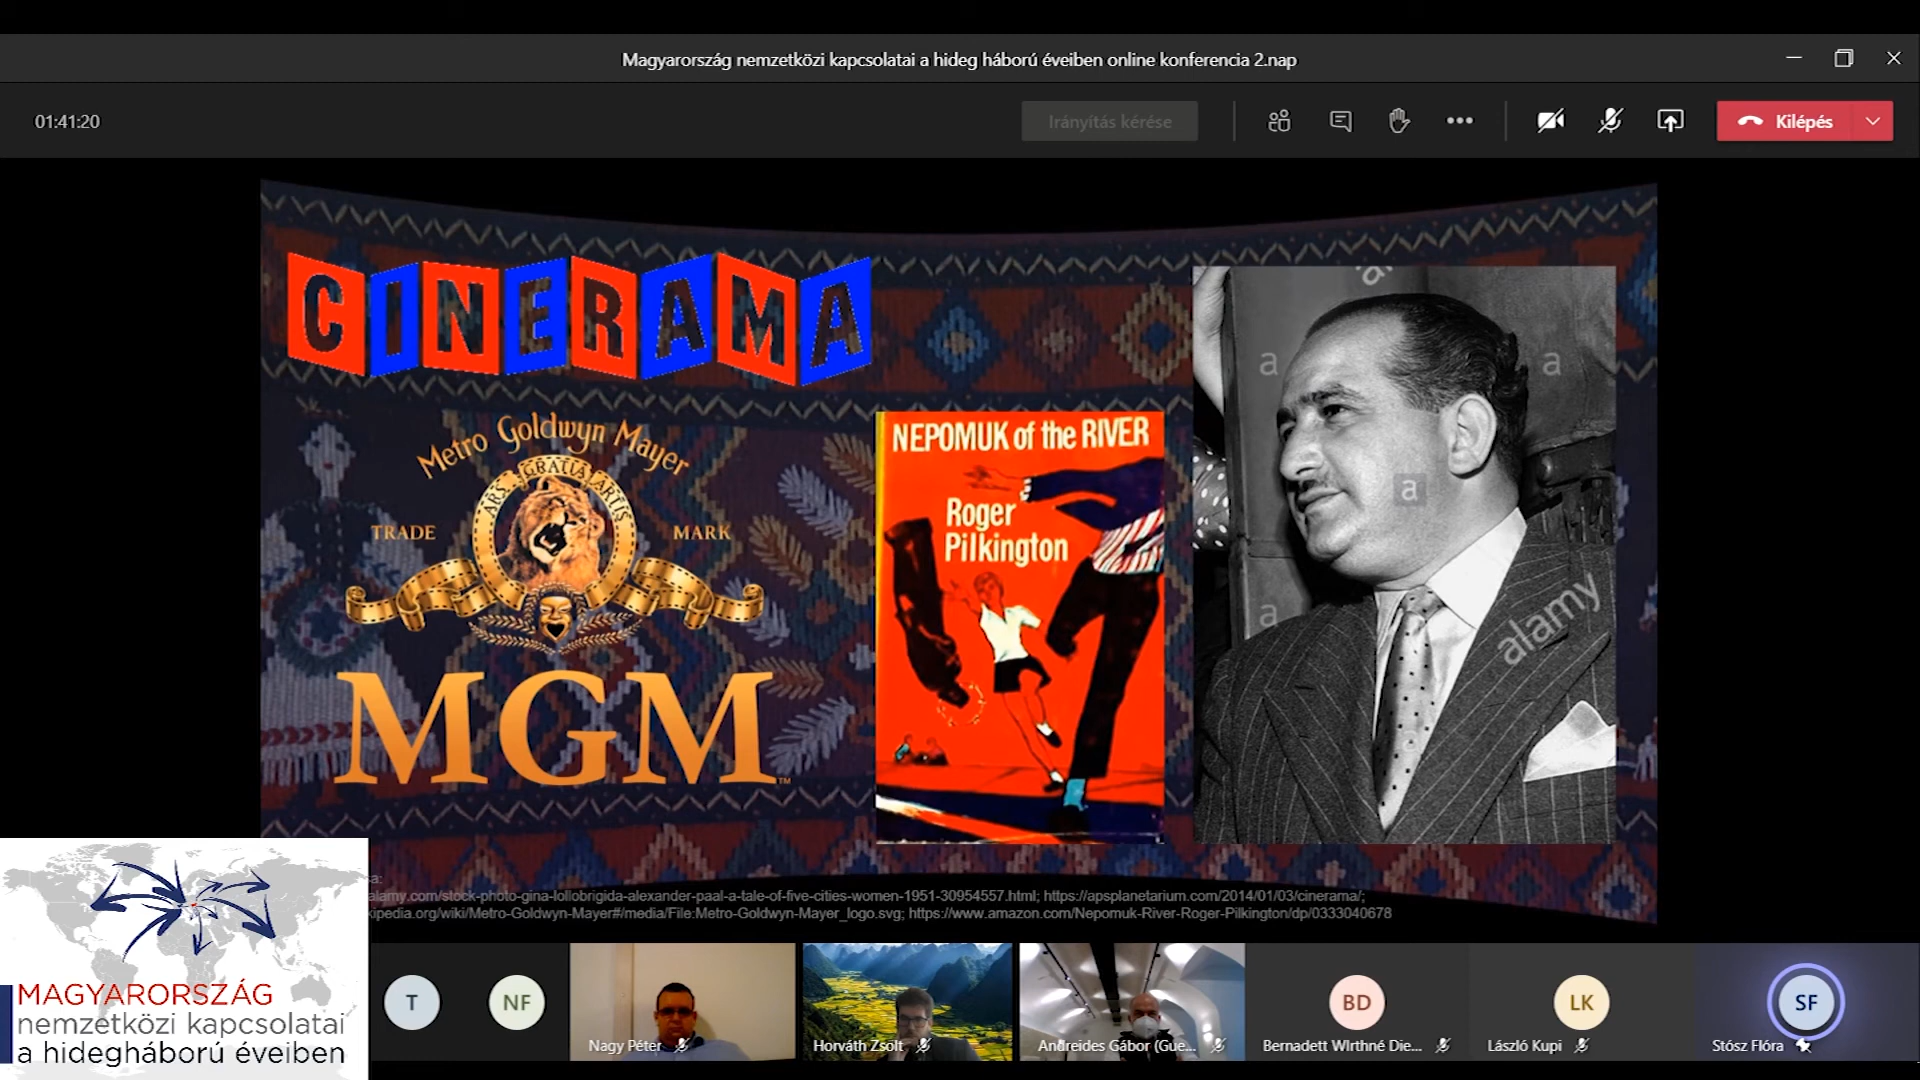 Magyarország nemzetközi kapcsolatai a hideg háború éveiben online konferencia 2.nap
01:41:20
Irányítás kérése
Kilépés
CINERAMA
Metro Goldwyn Mayer
ARS GRATIA ARTIS
TRADE MARK
MGM™
NEPOMUK of the RIVER
Roger
Pilkington
a
a
a
a
a
alamy
a:
alamy.com/stock-photo-gina-lollobrigida-alexander-paal-a-tale-of-five-cities-women-1951-30954557.html; https://apsplanetarium.com/2014/01/03/cinerama/;
kipedia.org/wiki/Metro-Goldwyn-Mayer#/media/File:Metro-Goldwyn-Mayer_logo.svg; https://www.amazon.com/Nepomuk-River-Roger-Pilkington/dp/0333040678
MAGYARORSZÁG
nemzetközi kapcsolatai
a hidegháború éveiben
T
NF
Nagy Péter
Horváth Zsolt
Andreides Gábor (Gue...
BD
Bernadett Wirthné Die...
LK
László Kupi
SF
Stósz Flóra